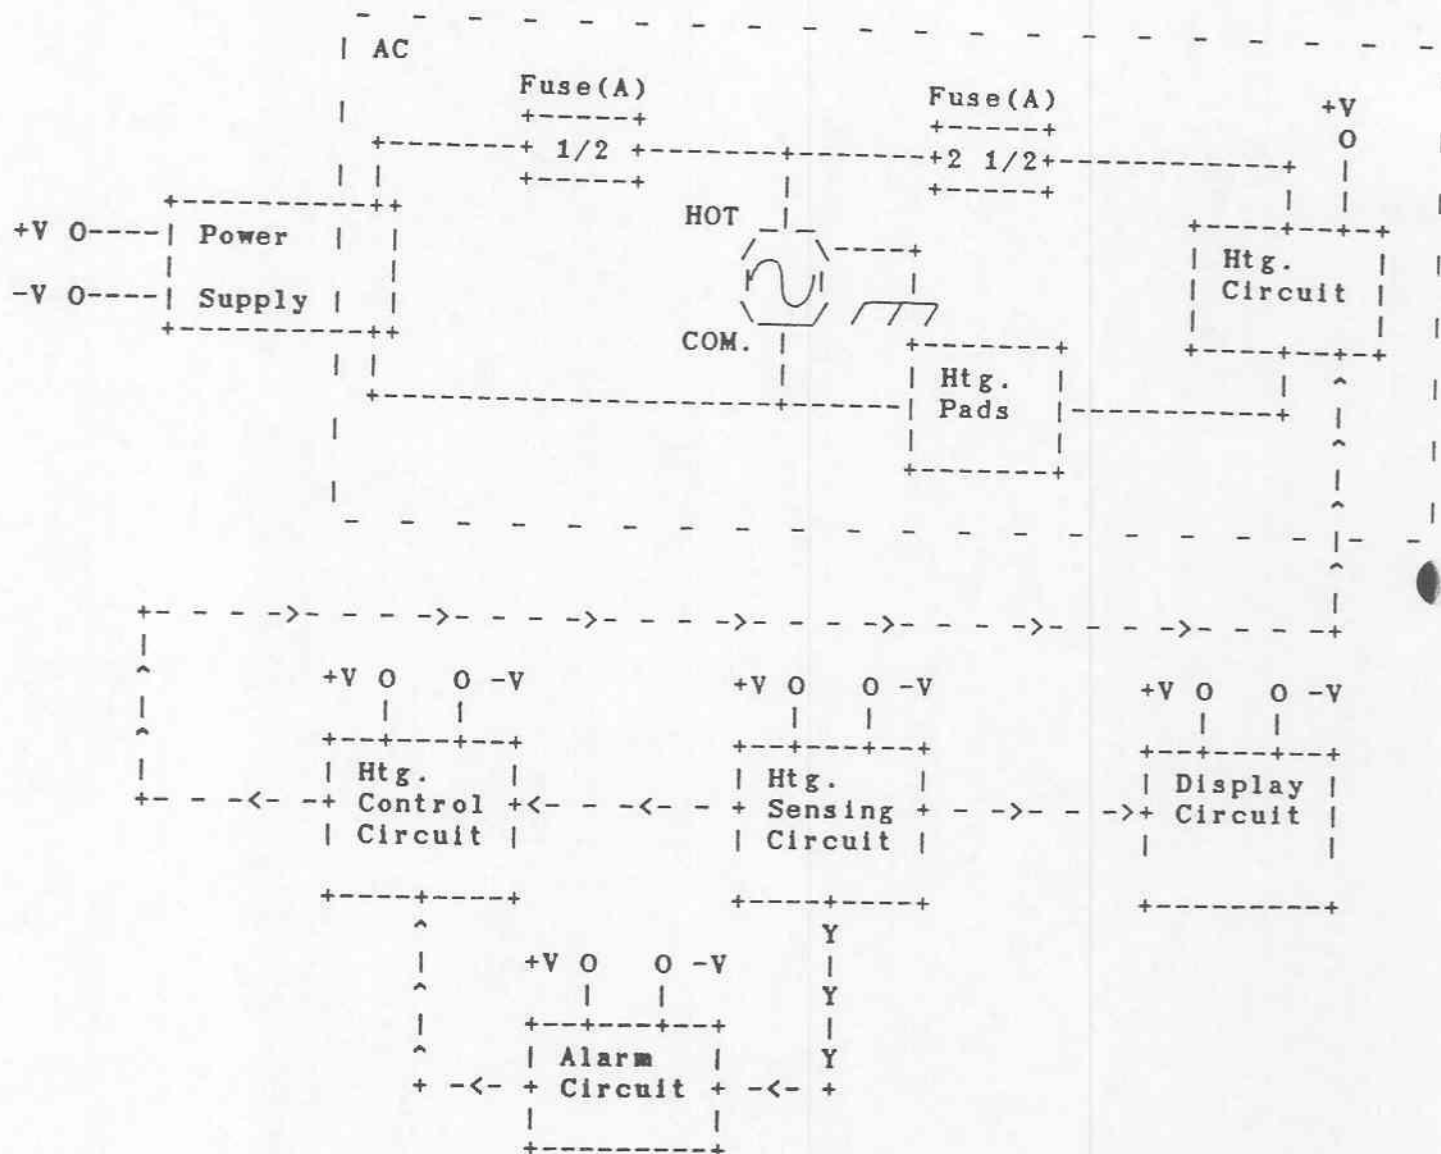 AC
Fuse(A) Fuse(A) +V
1/2 2 1/2 O
HOT
+V O Power Htg.
-V O Supply Circuit
COM.
Htg.
Pads
+V O O -V +V O O -V +V O O -V
Htg. Htg. Display
Control Sensing Circuit
Circuit Circuit
+V O O -V
Alarm
Circuit